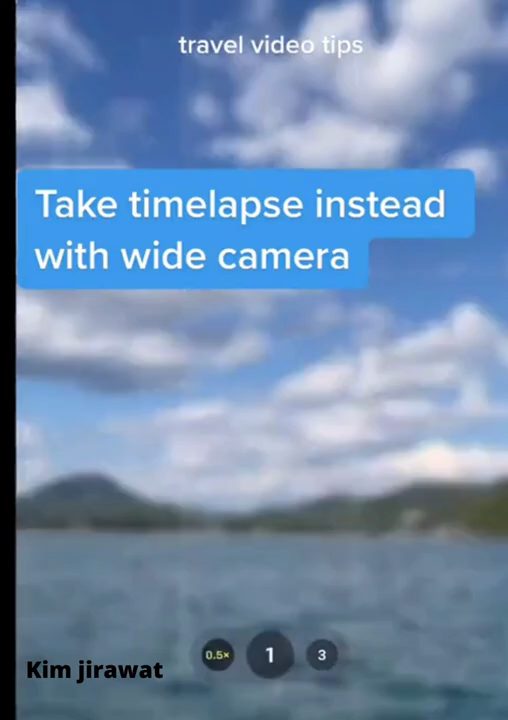 travel video tips
Take timelapse instead
with wide camera
0.5× 1 3
Kim jirawat